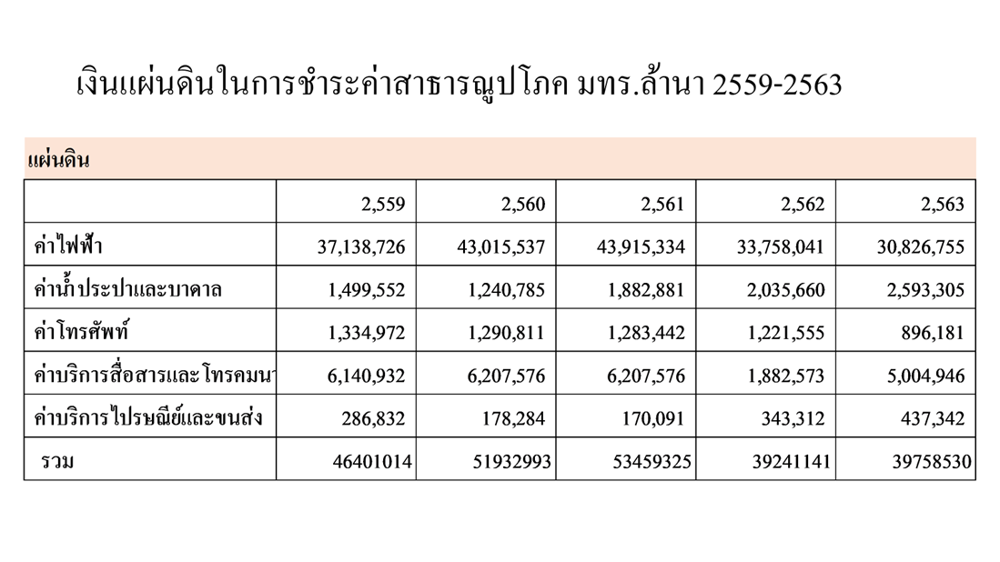 เงินแผ่นดินในการชำระค่าสาธารณูปโภค มทร.ล้านนา 2559-2563
แผ่นดิน
2,559 2,560 2,561 2,562 2,563
ค่าไฟฟ้า 37,138,726 43,015,537 43,915,334 33,758,041 30,826,755
ค่าน้ำประปาและบาดาล 1,499,552 1,240,785 1,882,881 2,035,660 2,593,305
ค่าโทรศัพท์ 1,334,972 1,290,811 1,283,442 1,221,555 896,181
ค่าบริการสื่อสารและโทรคมนา 6,140,932 6,207,576 6,207,576 1,882,573 5,004,946
ค่าบริการไปรษณีย์และขนส่ง 286,832 178,284 170,091 343,312 437,342
รวม 46401014 51932993 53459325 39241141 39758530